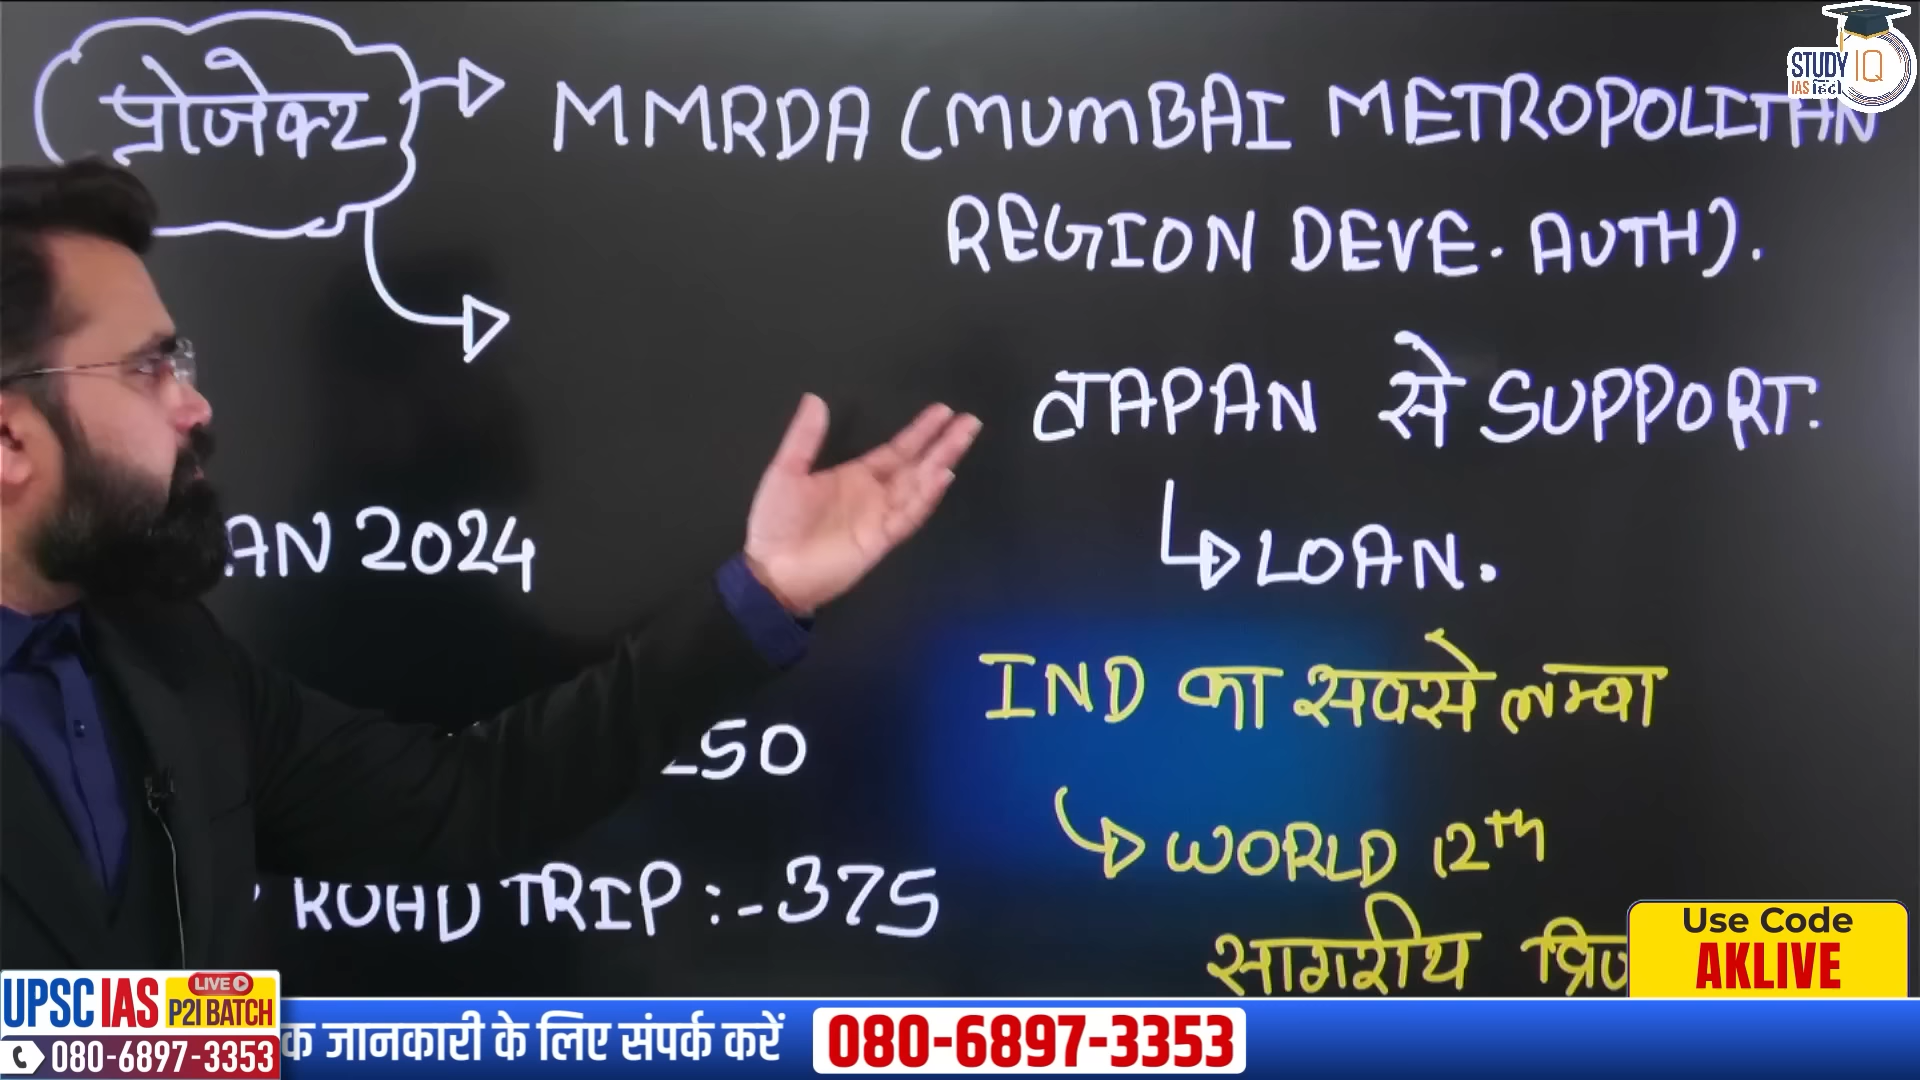 STUDY IQ
IAS हिंदी
प्रोजेक्ट
MMRDA (MUMBAI METROPOLITAN
REGION DEVE. AUTH).
JAPAN से SUPPORT.
LOAN.
AN 2024
IND का सबसे लम्बा
50
WORLD 12th
TRIP :- 375
सागरीय
Use Code
AKLIVE
UPSC IAS LIVE P2I BATCH
080-6897-3353
क जानकारी के लिए संपर्क करें 080-6897-3353